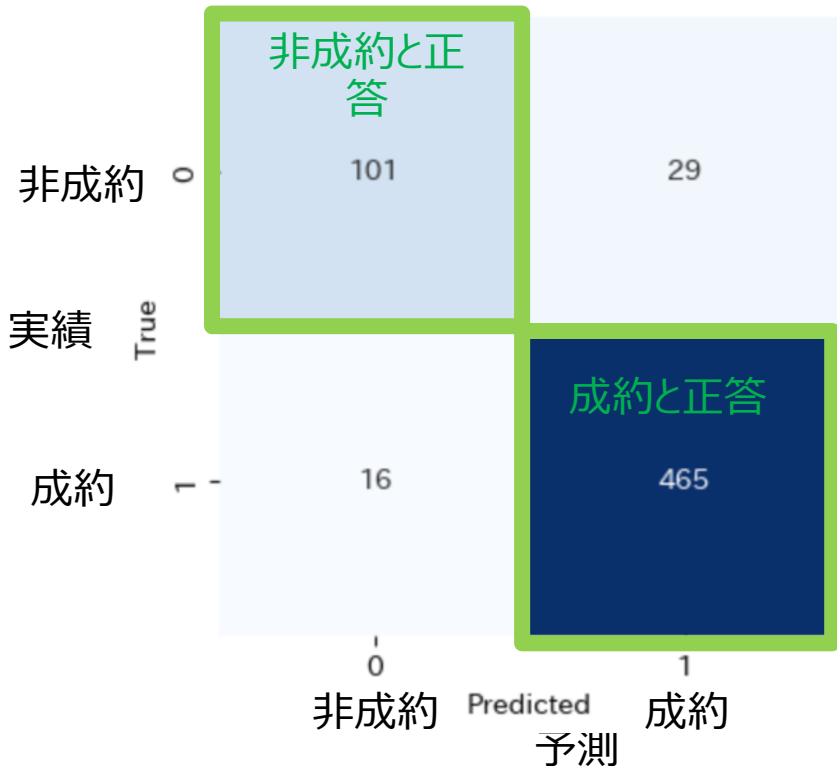 非成約と正
答
非成約
0
101
29
実績
True
成約と正答
成約
1
16
465
0
1
非成約
Predicted
成約
予測